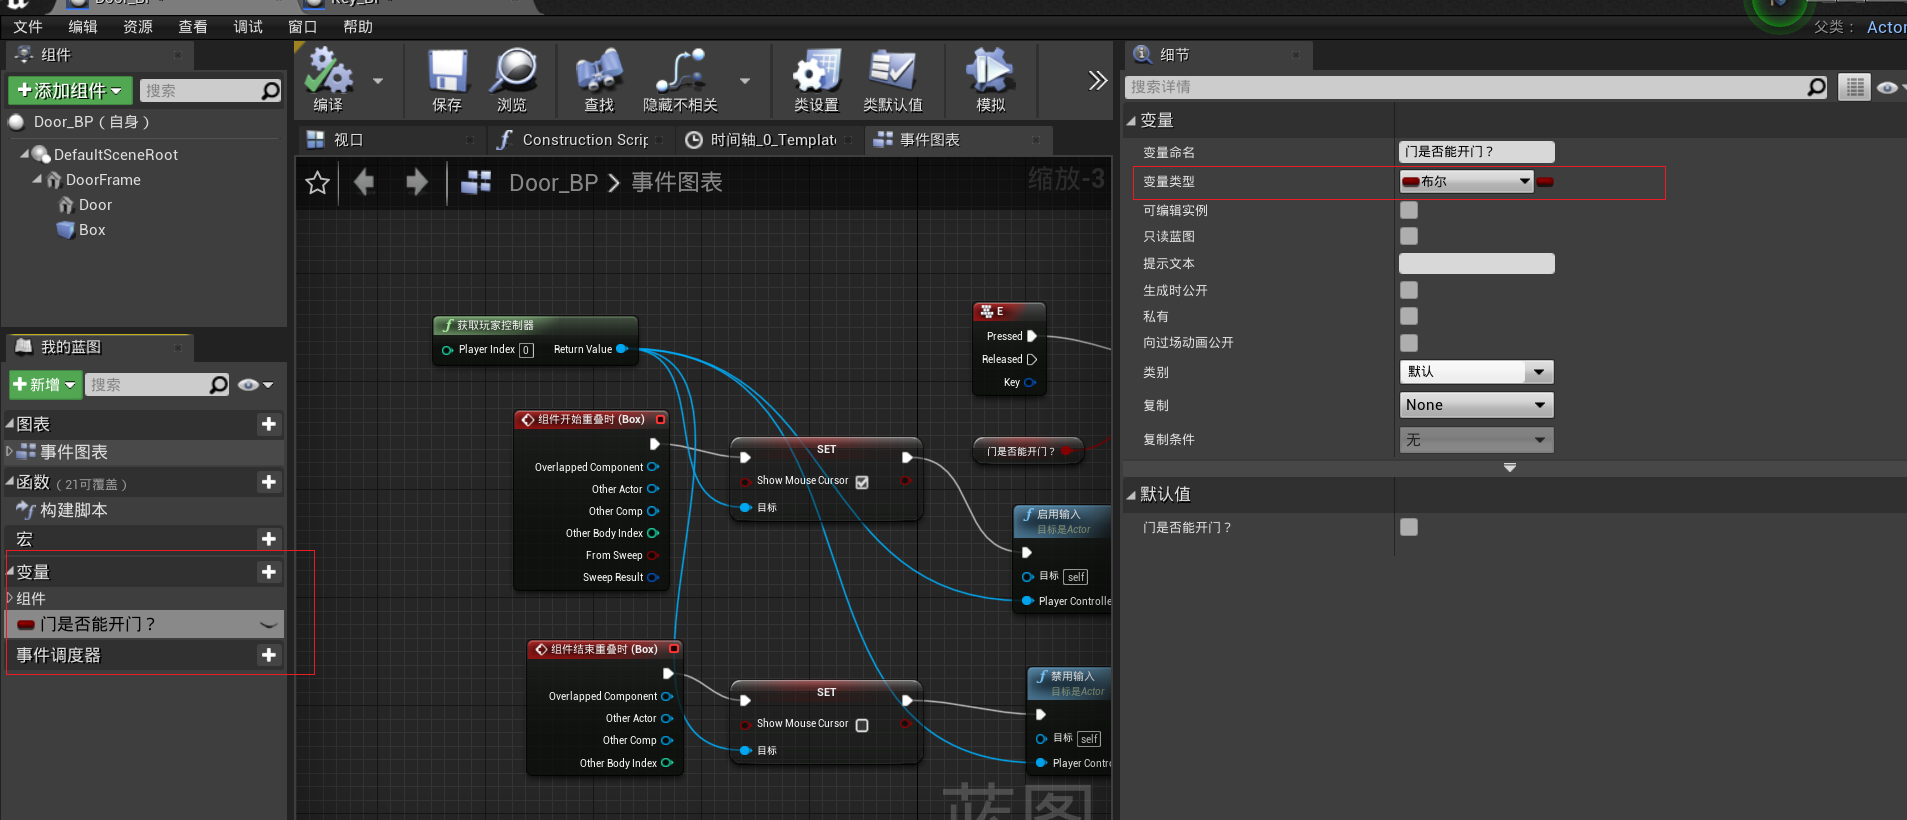 Door_BP
Key_BP
文件 编辑 资源 查看 调试 窗口 帮助
父类： Actor
组件
添加组件
搜索
Door_BP（自身）
DefaultSceneRoot
DoorFrame
Door
Box
我的蓝图
新增
搜索
图表
事件图表
函数（21可覆盖）
构建脚本
宏
变量
组件
门是否能开门？
事件调度器
编译
保存
浏览
查找
隐藏不相关
类设置
类默认值
模拟
视口
Construction Scrip
时间轴_0_Template
事件图表
Door_BP > 事件图表
缩放-3
获取玩家控制器
Player Index 0
Return Value
组件开始重叠时 (Box)
Overlapped Component
Other Actor
Other Comp
Other Body Index
From Sweep
Sweep Result
SET
Show Mouse Cursor
目标
E
Pressed
Released
Key
门是否能开门？
启用输入
目标是Actor
目标 self
Player Controlle
组件结束重叠时 (Box)
Overlapped Component
Other Actor
Other Comp
Other Body Index
SET
Show Mouse Cursor
目标
禁用输入
目标是Actor
目标 self
Player Contr
蓝图
细节
搜索详情
变量
变量命名 门是否能开门？
变量类型 布尔
可编辑实例
只读蓝图
提示文本
生成时公开
私有
向过场动画公开
类别 默认
复制 None
复制条件 无
默认值
门是否能开门？